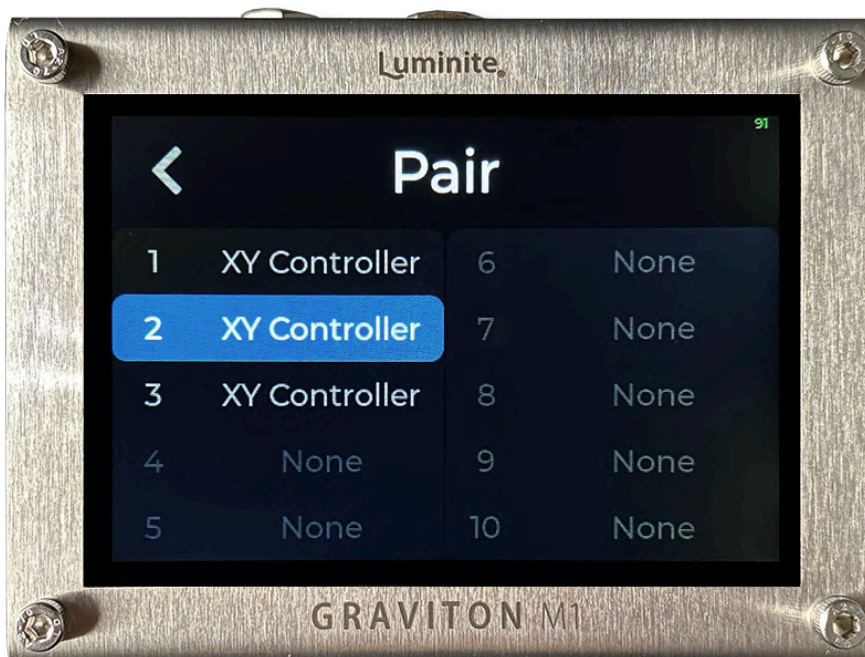 Luminite®
91
Pair
1 XY Controller
2 XY Controller
3 XY Controller
4 None
5 None
6 None
7 None
8 None
9 None
10 None
GRAVITON M1